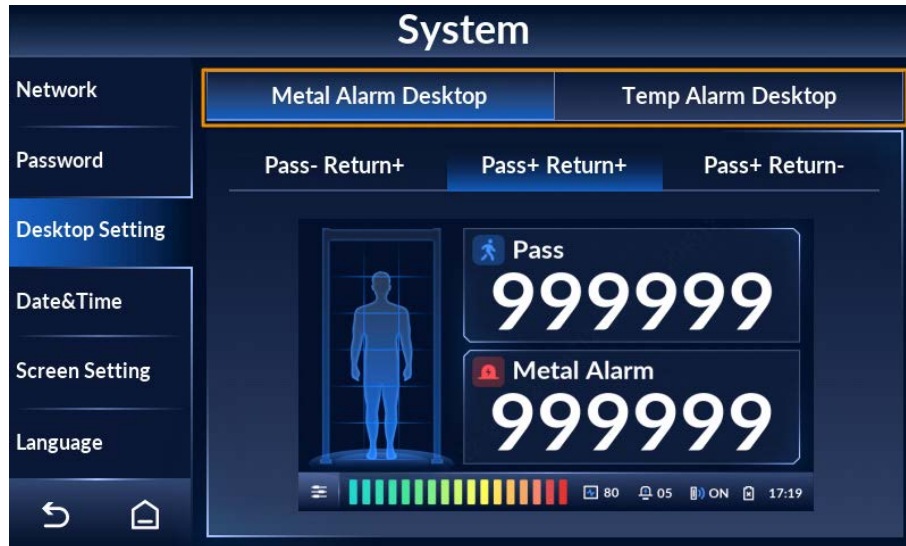 System
Network
Password
Desktop Setting
Date&Time
Screen Setting
Language
Metal Alarm Desktop Temp Alarm Desktop
Pass- Return+ Pass+ Return+ Pass+ Return-
Pass
999999
Metal Alarm
999999
80 05 ON 17:19